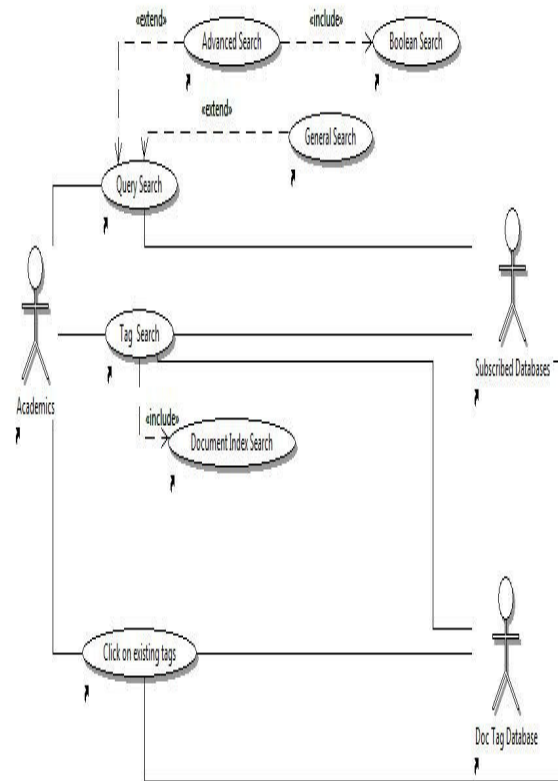 «extend»
Advanced Search
«include»
Boolean Search
«extend»
General Search
Query Search
Tag Search
Subscribed Databases
Academics
«include»
Document Index Search
Click on existing tags
Doc Tag Database